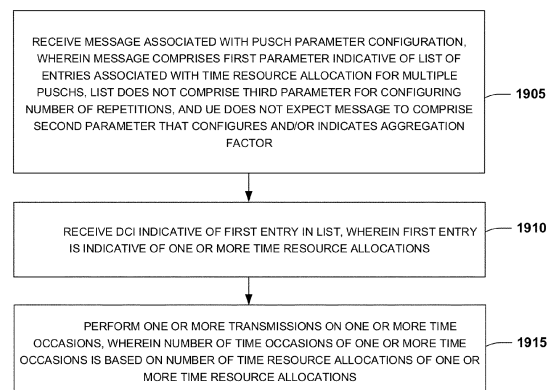 RECEIVE MESSAGE ASSOCIATED WITH PUSCH PARAMETER CONFIGURATION,
WHEREIN MESSAGE COMPRISES FIRST PARAMETER INDICATIVE OF LIST OF
ENTRIES ASSOCIATED WITH TIME RESOURCE ALLOCATION FOR MULTIPLE
PUSCHS, LIST DOES NOT COMPRISE THIRD PARAMETER FOR CONFIGURING
NUMBER OF REPETITIONS, AND UE DOES NOT EXPECT MESSAGE TO COMPRISE
SECOND PARAMETER THAT CONFIGURES AND/OR INDICATES AGGREGATION
FACTOR
1905
RECEIVE DCI INDICATIVE OF FIRST ENTRY IN LIST, WHEREIN FIRST ENTRY
IS INDICATIVE OF ONE OR MORE TIME RESOURCE ALLOCATIONS
1910
PERFORM ONE OR MORE TRANSMISSIONS ON ONE OR MORE TIME
OCCASIONS, WHEREIN NUMBER OF TIME OCCASIONS OF ONE OR MORE TIME
OCCASIONS IS BASED ON NUMBER OF TIME RESOURCE ALLOCATIONS OF ONE OR
MORE TIME RESOURCE ALLOCATIONS
1915